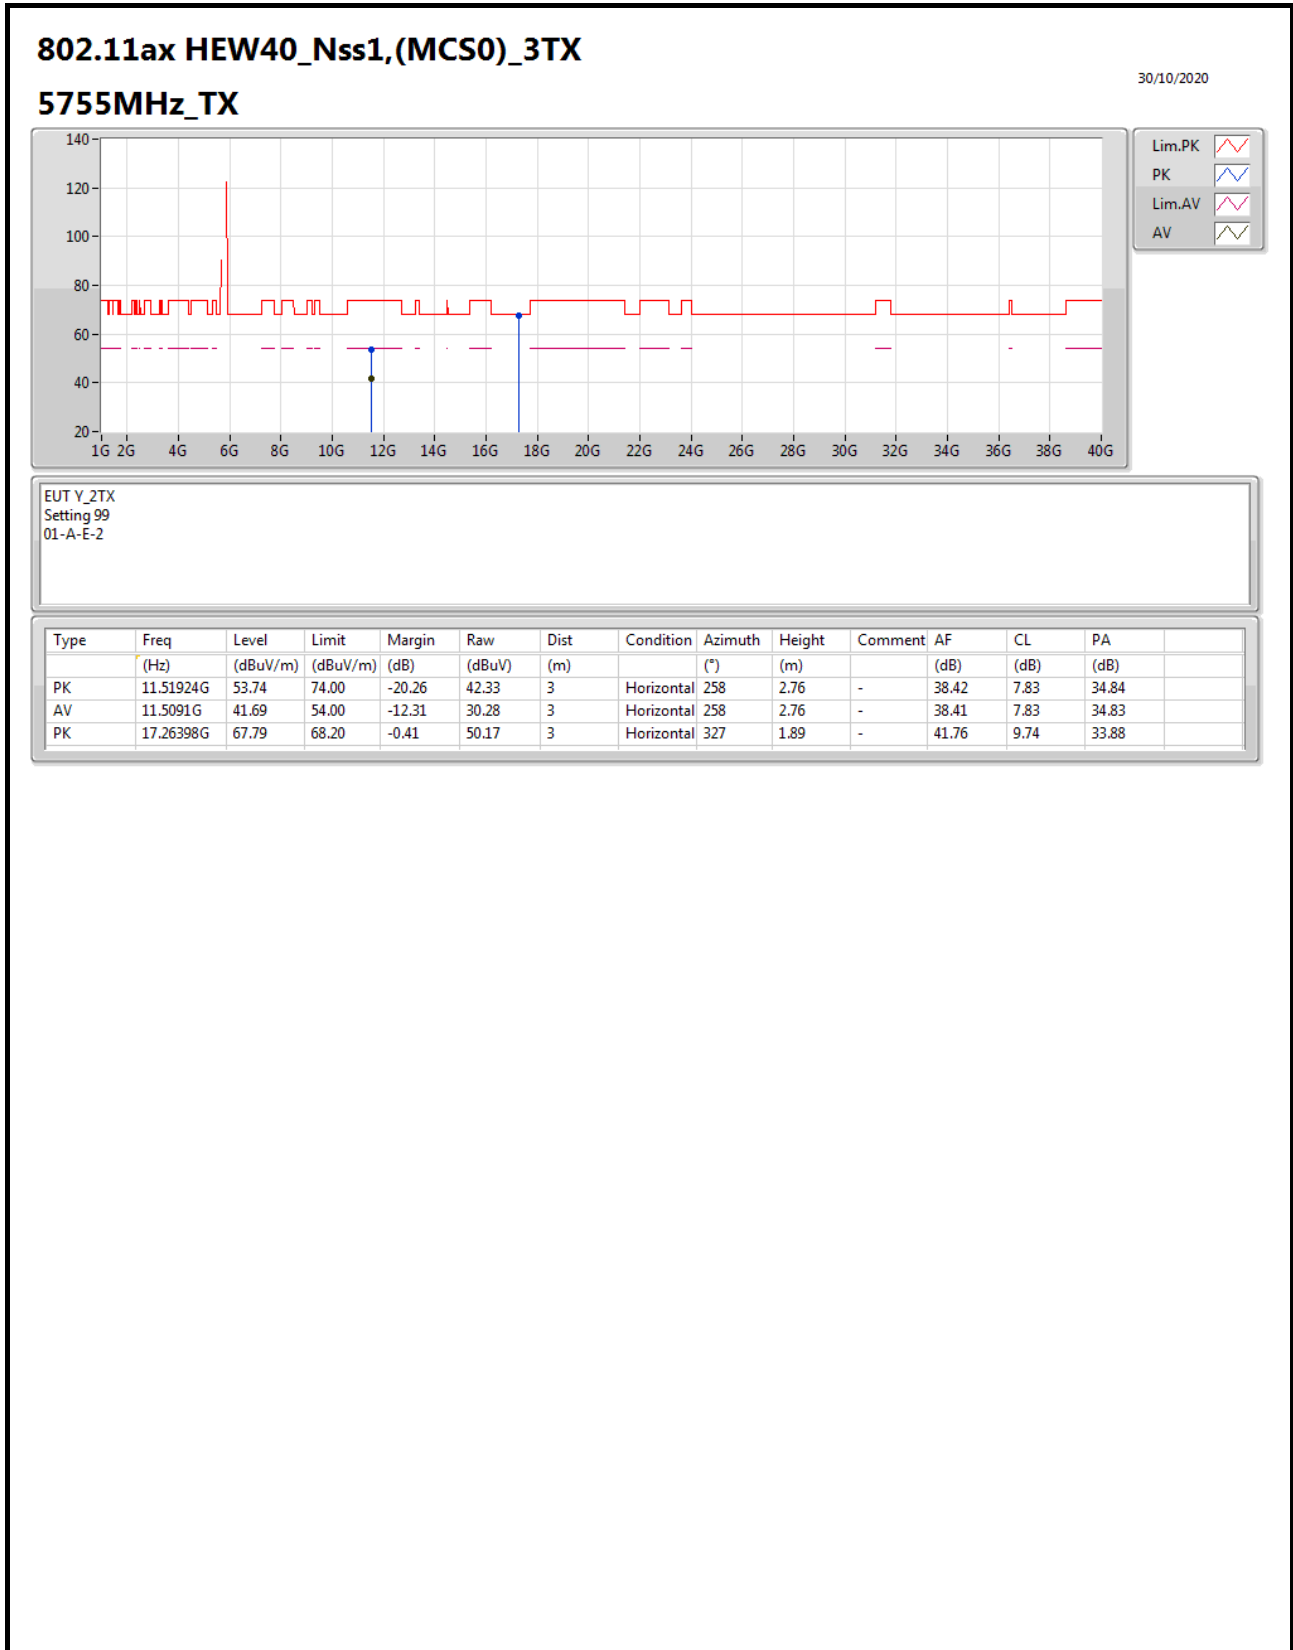 802.11ax HEW40_Nss1,(MCS0)_3TX
30/10/2020
5755MHz_TX
140
120
100
80
60
40
20
1G 2G 4G 6G 8G 10G 12G 14G 16G 18G 20G 22G 24G 26G 28G 30G 32G 34G 36G 38G 40G
Lim.PK
PK
Lim.AV
AV
EUT Y_2TX
Setting 99
01-A-E-2
Type Freq Level Limit Margin Raw Dist Condition Azimuth Height Comment AF CL PA
(Hz) (dBuV/m) (dBuV/m) (dB) (dBuV) (m) (°) (m) (dB) (dB) (dB)
PK 11.51924G 53.74 74.00 -20.26 42.33 3 Horizontal 258 2.76 - 38.42 7.83 34.84
AV 11.5091G 41.69 54.00 -12.31 30.28 3 Horizontal 258 2.76 - 38.41 7.83 34.83
PK 17.26398G 67.79 68.20 -0.41 50.17 3 Horizontal 327 1.89 - 41.76 9.74 33.88